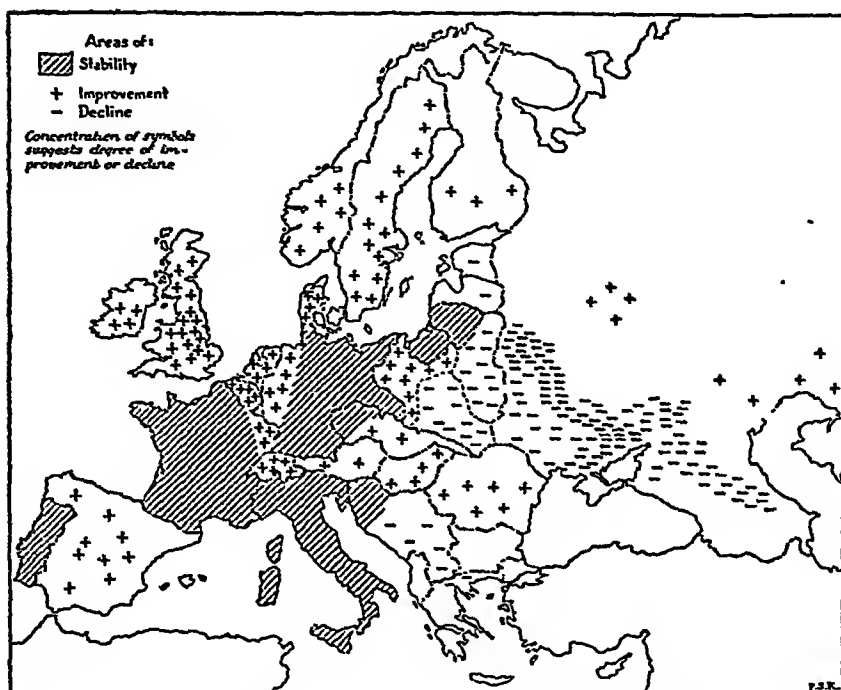 Areas of:
Stability
+ Improvement
- Decline
Concentration of symbols
suggests degree of im-
provement or decline
F.S.K.